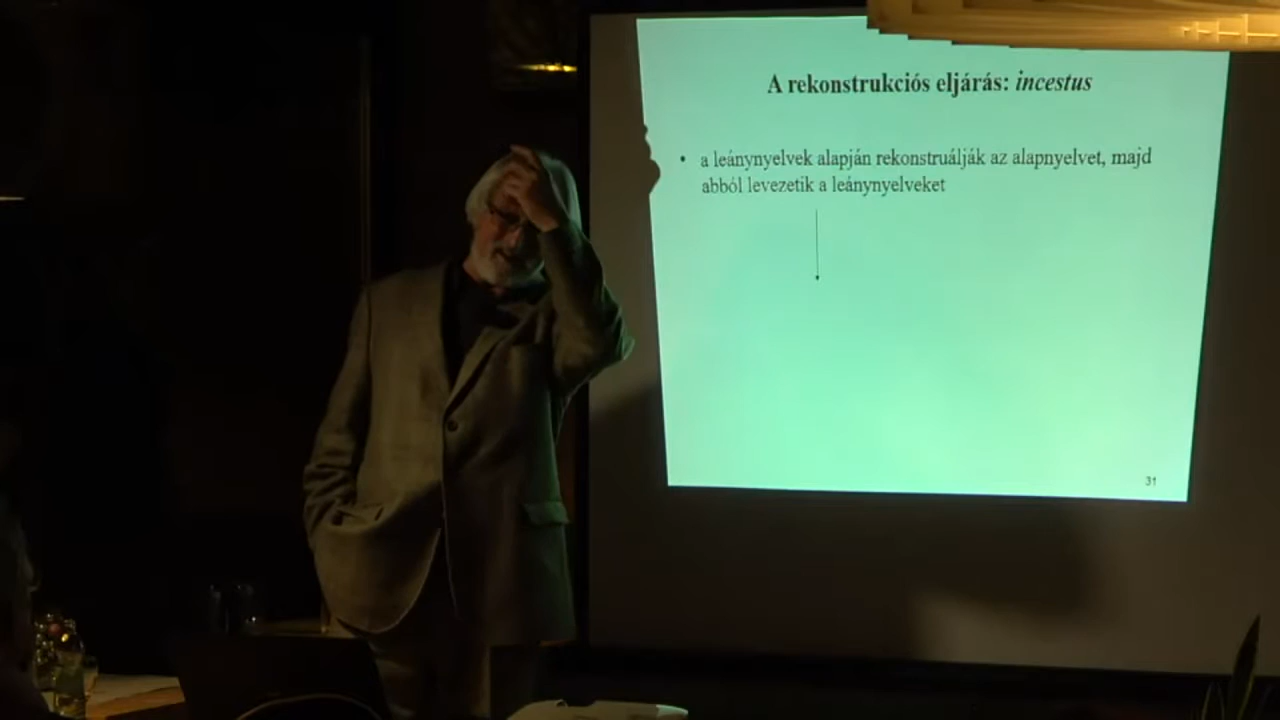 A rekonstrukciós eljárás: incestus
• a leánynyelvek alapján rekonstruálják az alapnyelvet, majd
abból levezetik a leánynyelveket
31